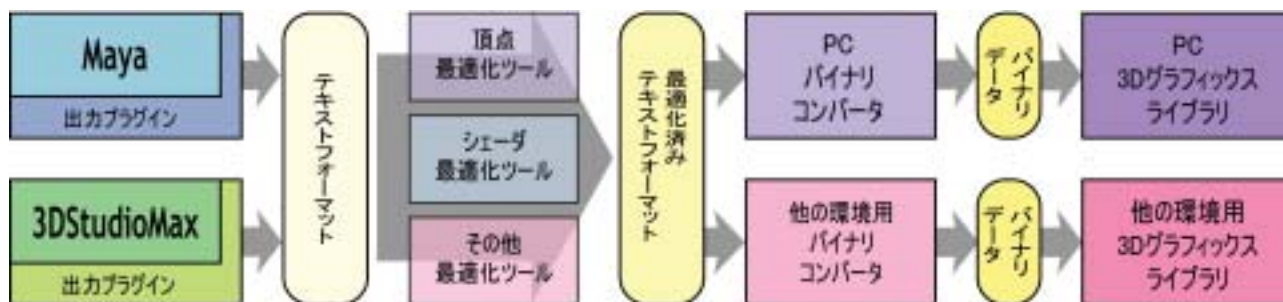 Maya
出力プラグイン
3DStudioMax
出力プラグイン
テキストフォーマット
頂点
最適化ツール
シェーダ
最適化ツール
その他
最適化ツール
最適化済み
テキストフォーマット
PC
バイナリ
コンバータ
バイナリ
データ
PC
3Dグラフィックス
ライブラリ
他の環境用
バイナリ
コンバータ
バイナリ
データ
他の環境用
3Dグラフィックス
ライブラリ